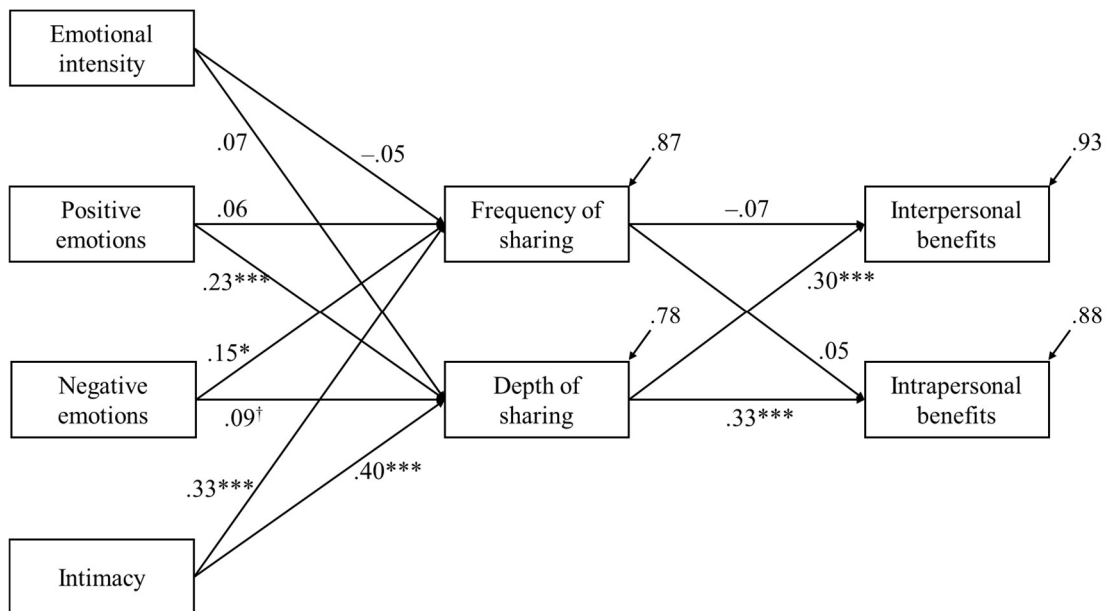 Emotional
intensity
.07
–.05
.87
.93
Positive
emotions
.06
Frequency of
sharing
–.07
Interpersonal
benefits
.23***
.30***
.78
.88
.15*
.05
Negative
emotions
.09†
Depth of
sharing
.33***
Intrapersonal
benefits
.33***
.40***
Intimacy